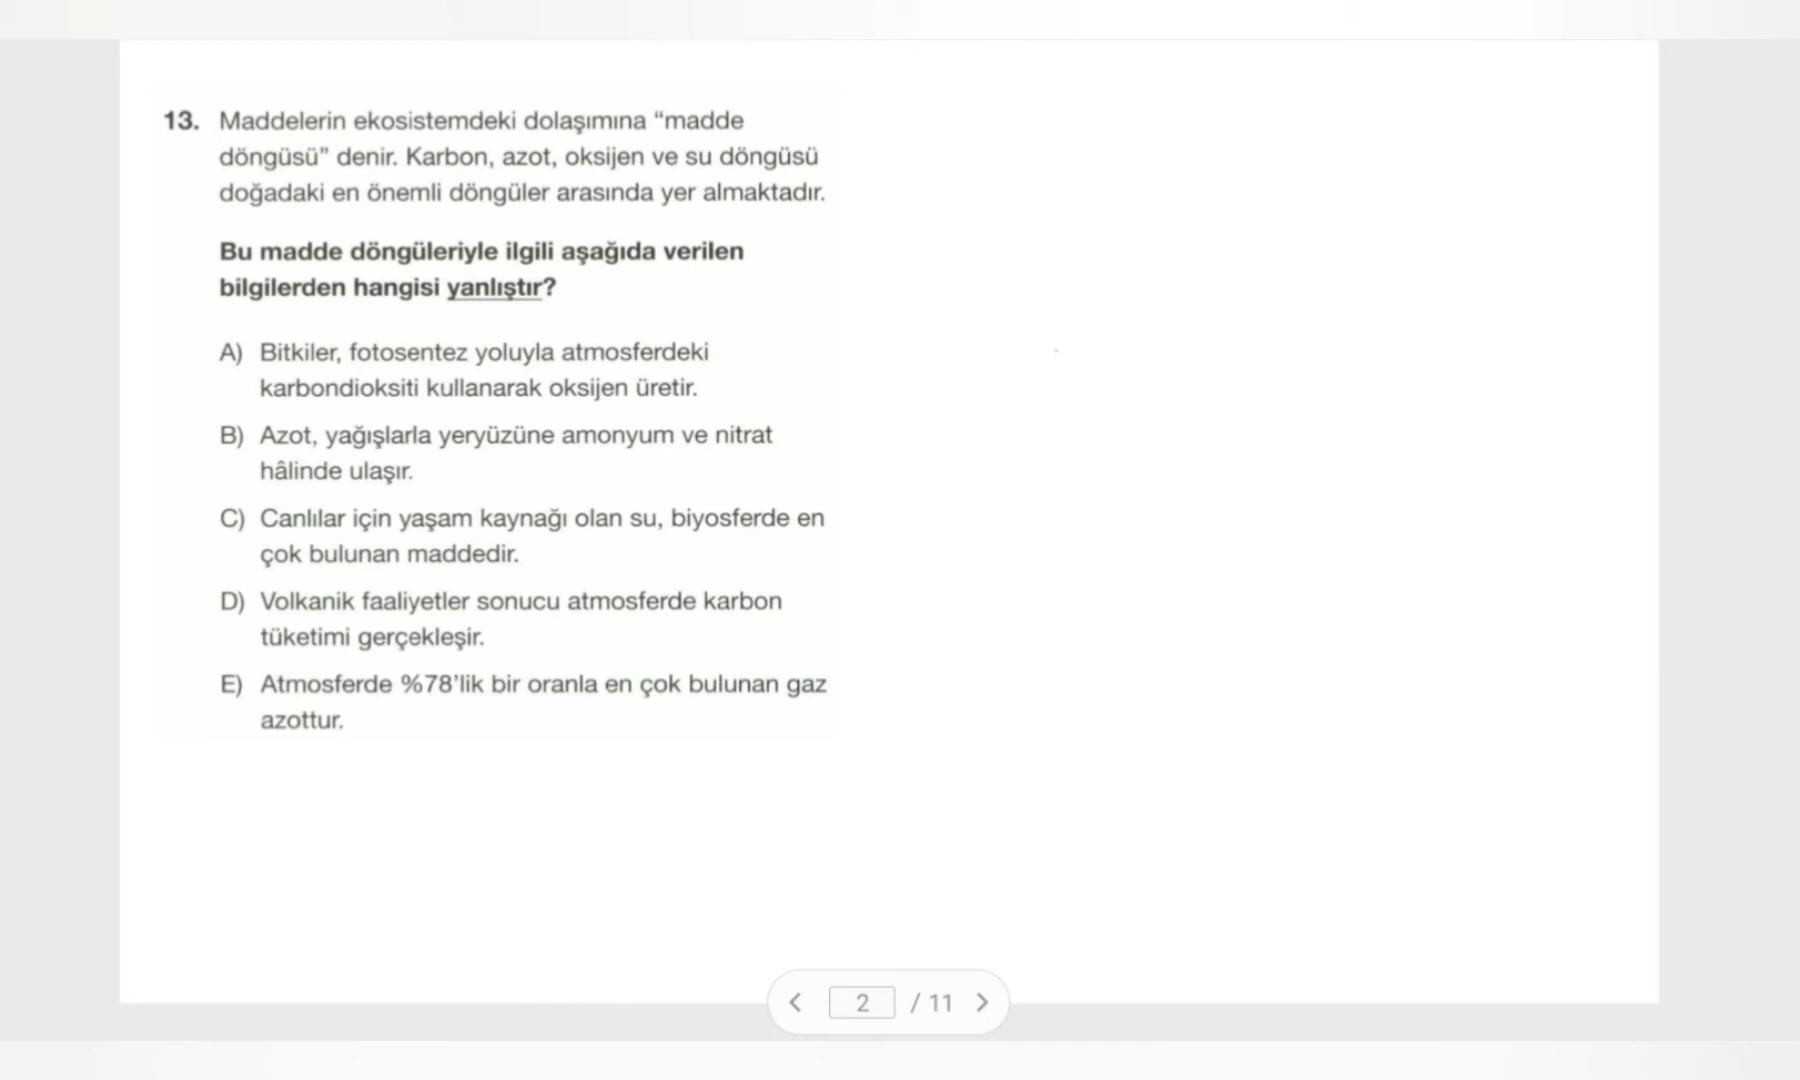 13. Maddelerin ekosistemdeki dolaşımına “madde
döngüsü” denir. Karbon, azot, oksijen ve su döngüsü
doğadaki en önemli döngüler arasında yer almaktadır.
Bu madde döngüleriyle ilgili aşağıda verilen
bilgilerden hangisi yanlıştır?
A) Bitkiler, fotosentez yoluyla atmosferdeki
karbondioksiti kullanarak oksijen üretir.
B) Azot, yağışlarla yeryüzüne amonyum ve nitrat
hâlinde ulaşır.
C) Canlılar için yaşam kaynağı olan su, biyosferde en
çok bulunan maddedir.
D) Volkanik faaliyetler sonucu atmosferde karbon
tüketimi gerçekleşir.
E) Atmosferde %78’lik bir oranla en çok bulunan gaz
azottur.
2 / 11